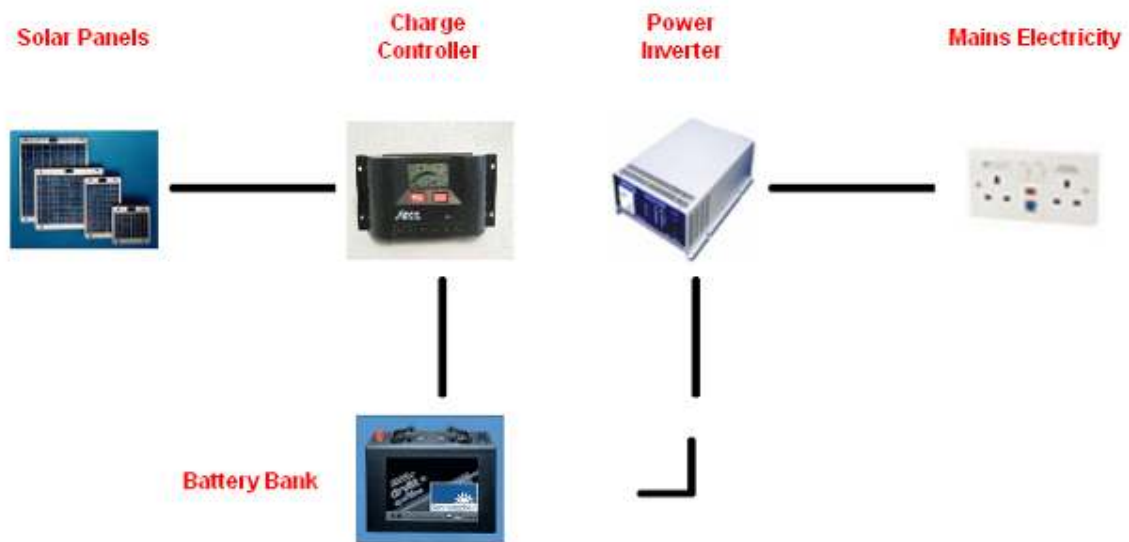 Solar Panels
Charge
Controller
Power
Inverter
Mains Electricity
Battery Bank